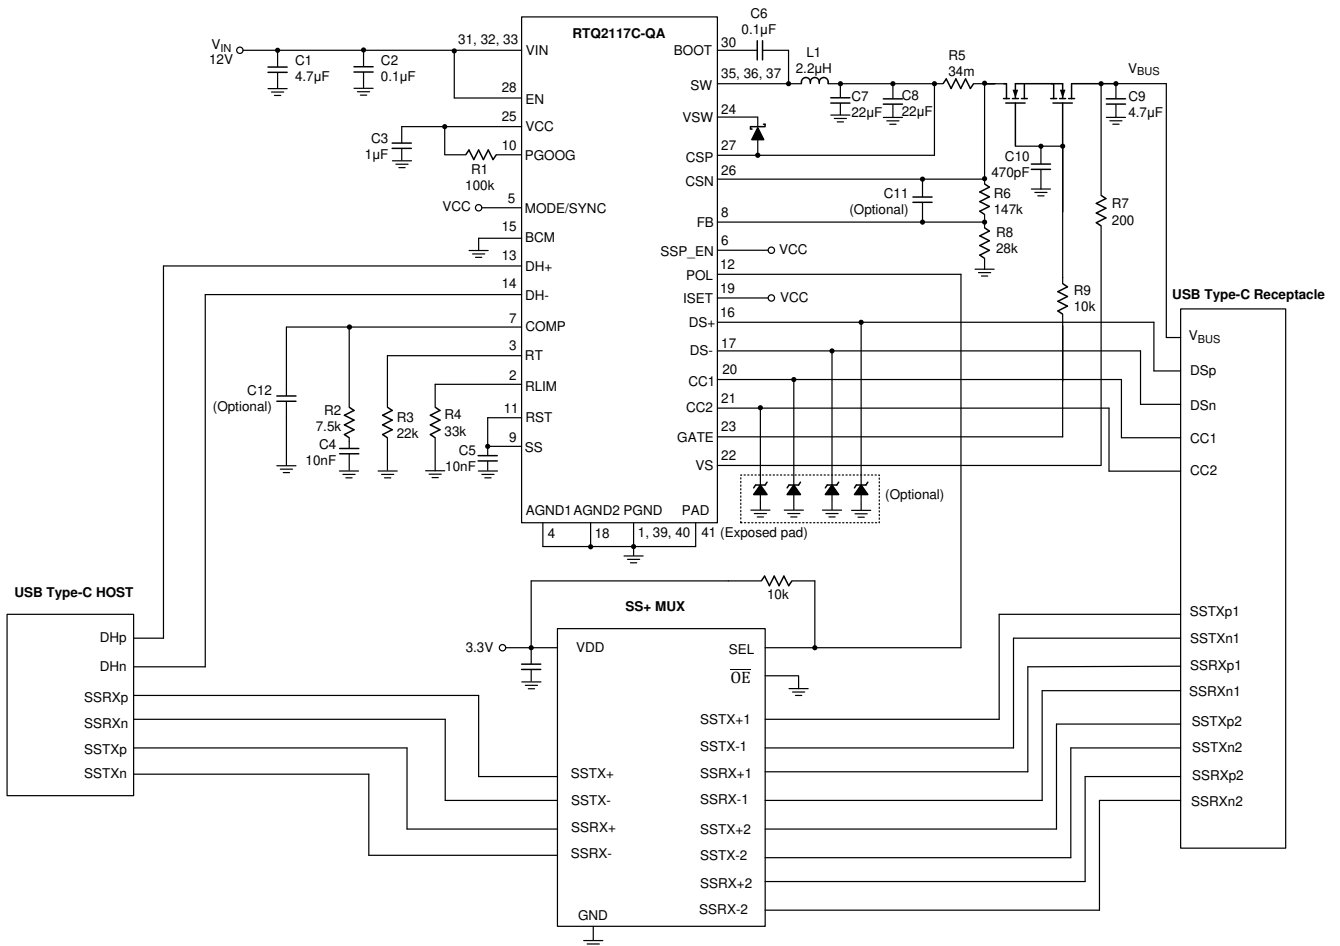 RTQ2117C-QA
VIN
12V
C1
4.7µF
C2
0.1µF
31, 32, 33
VIN
28
EN
25
VCC
C3
1µF
10
PGOOG
R1
100k
VCC
5
MODE/SYNC
15
BCM
13
DH+
14
DH-
7
COMP
3
RT
2
RLIM
11
RST
9
SS
C12
(Optional)
R2
7.5k
C4
10nF
R3
22k
R4
33k
C5
10nF
AGND1
AGND2
PGND
PAD
4
18
1, 39, 40
41 (Exposed pad)
BOOT
30
C6
0.1µF
SW
35, 36, 37
L1
2.2µH
C7
22µF
C8
22µF
R5
34m
VBUS
C9
4.7µF
VSW
24
CSP
27
CSN
26
C10
470pF
C11
(Optional)
R6
147k
R7
200
FB
8
R8
28k
SSP_EN
6
VCC
POL
12
ISET
19
VCC
R9
10k
DS+
16
DS-
17
CC1
20
CC2
21
GATE
23
VS
22
(Optional)
USB Type-C Receptacle
VBUS
DSp
DSn
CC1
CC2
SSTXp1
SSTXn1
SSRXp1
SSRXn1
SSTXp2
SSTXn2
SSRXp2
SSRXn2
USB Type-C HOST
DHp
DHn
SSRXp
SSRXn
SSTXp
SSTXn
SS+ MUX
10k
3.3V
VDD
SEL
OE
SSTX+1
SSTX-1
SSRX+1
SSRX-1
SSTX+2
SSTX-2
SSRX+2
SSRX-2
SSTX+
SSTX-
SSRX+
SSRX-
GND